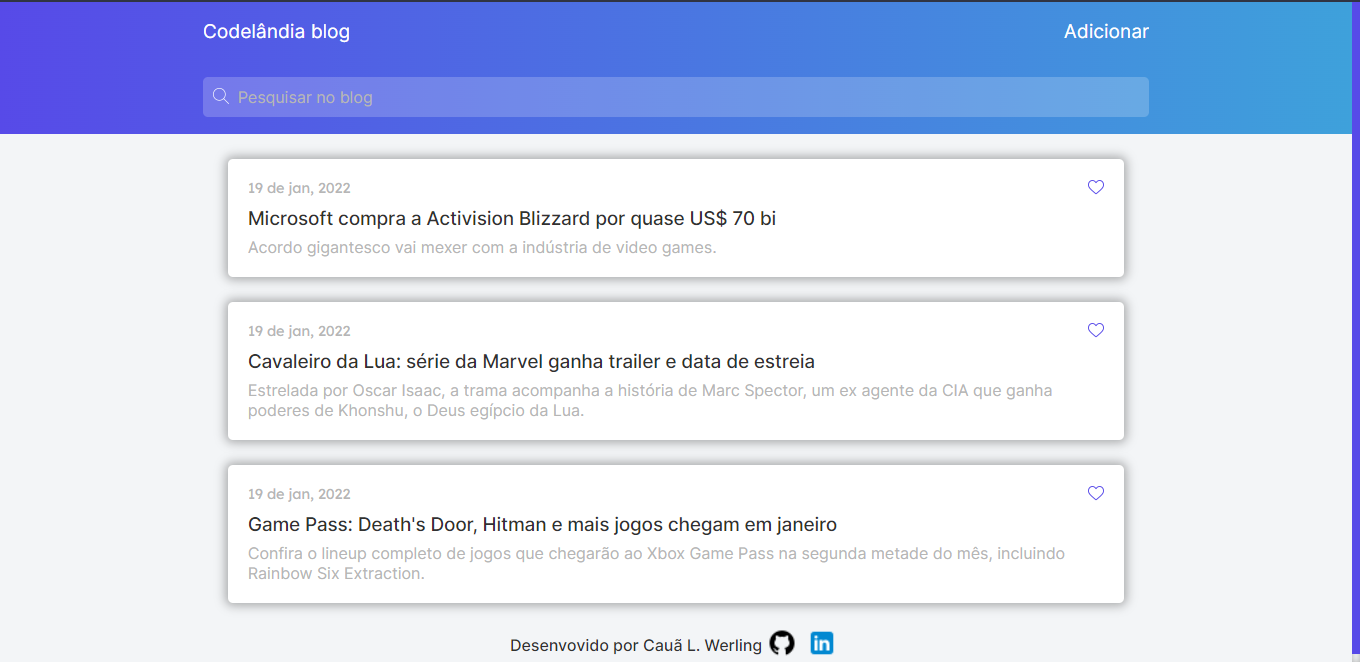 Codelândia blog
Adicionar
Pesquisar no blog
19 de jan, 2022
Microsoft compra a Activision Blizzard por quase US$ 70 bi
Acordo gigantesco vai mexer com a indústria de video games.
19 de jan, 2022
Cavaleiro da Lua: série da Marvel ganha trailer e data de estreia
Estrelada por Oscar Isaac, a trama acompanha a história de Marc Spector, um ex agente da CIA que ganha
poderes de Khonshu, o Deus egípcio da Lua.
19 de jan, 2022
Game Pass: Death's Door, Hitman e mais jogos chegam em janeiro
Confira o lineup completo de jogos que chegarão ao Xbox Game Pass na segunda metade do mês, incluindo
Rainbow Six Extraction.
Desenvovido por Cauã L. Werling
in